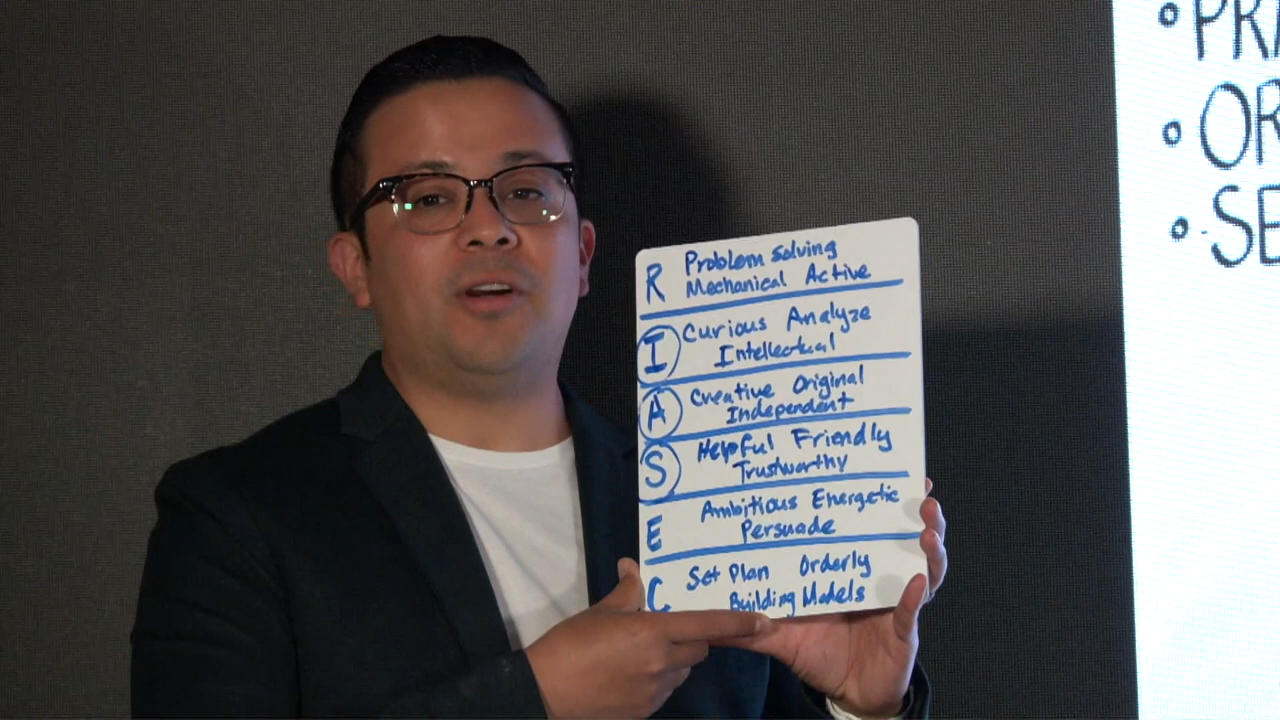 R Problem Solving
Mechanical Active
I Curious Analyze
Intellectual
A Creative Original
Independent
S Helpful Friendly
Trustworthy
E Ambitious Energetic
Persuade
C Set Plan Orderly
Building Models
• PRA
• OR
• SE